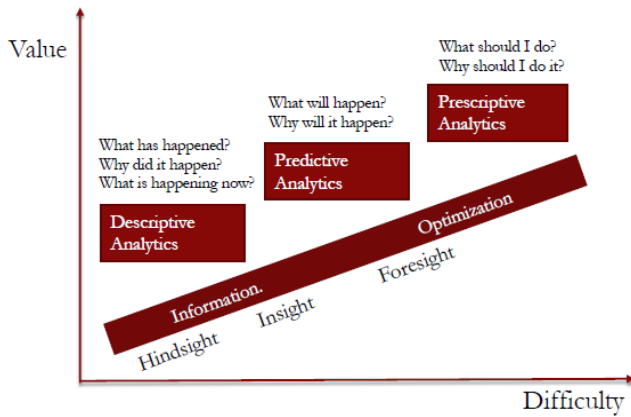 Value
What should I do?
Why should I do it?
Prescriptive
Analytics
What will happen?
Why will it happen?
Predictive
Analytics
What has happened?
Why did it happen?
What is happening now?
Descriptive
Analytics
Optimization
Information.
Foresight
Insight
Hindsight
Difficulty